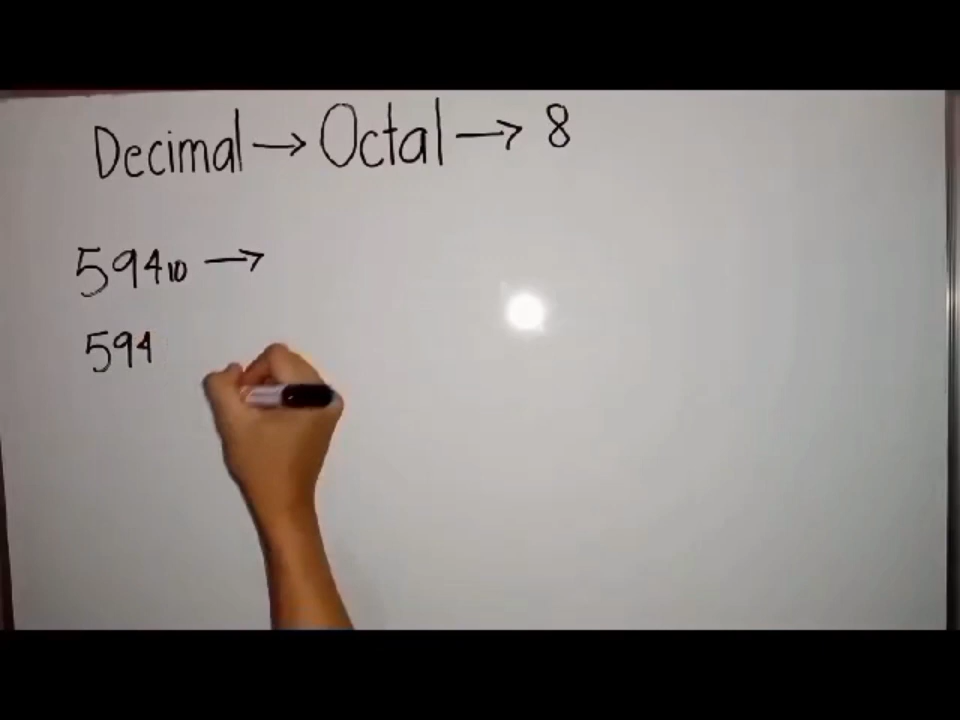 Decimal → Octal → 8
594₁₀ →
594